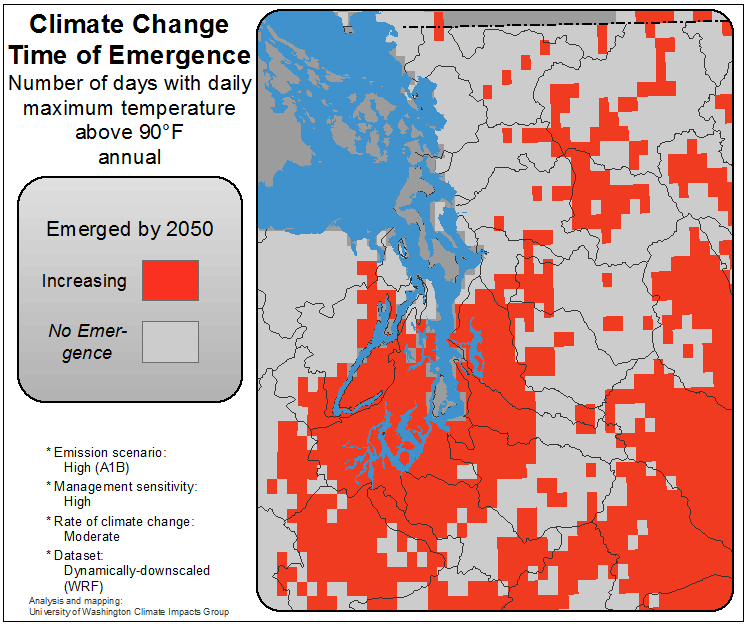 Climate Change
Time of Emergence
Number of days with daily
maximum temperature
above 90°F
annual
Emerged by 2050
Increasing
No Emer-
gence
* Emission scenario:
High (A1B)
* Management sensitivity:
High
* Rate of climate change:
Moderate
* Dataset:
Dynamically-downscaled
(WRF)
Analysis and mapping:
University of Washington Climate Impacts Group